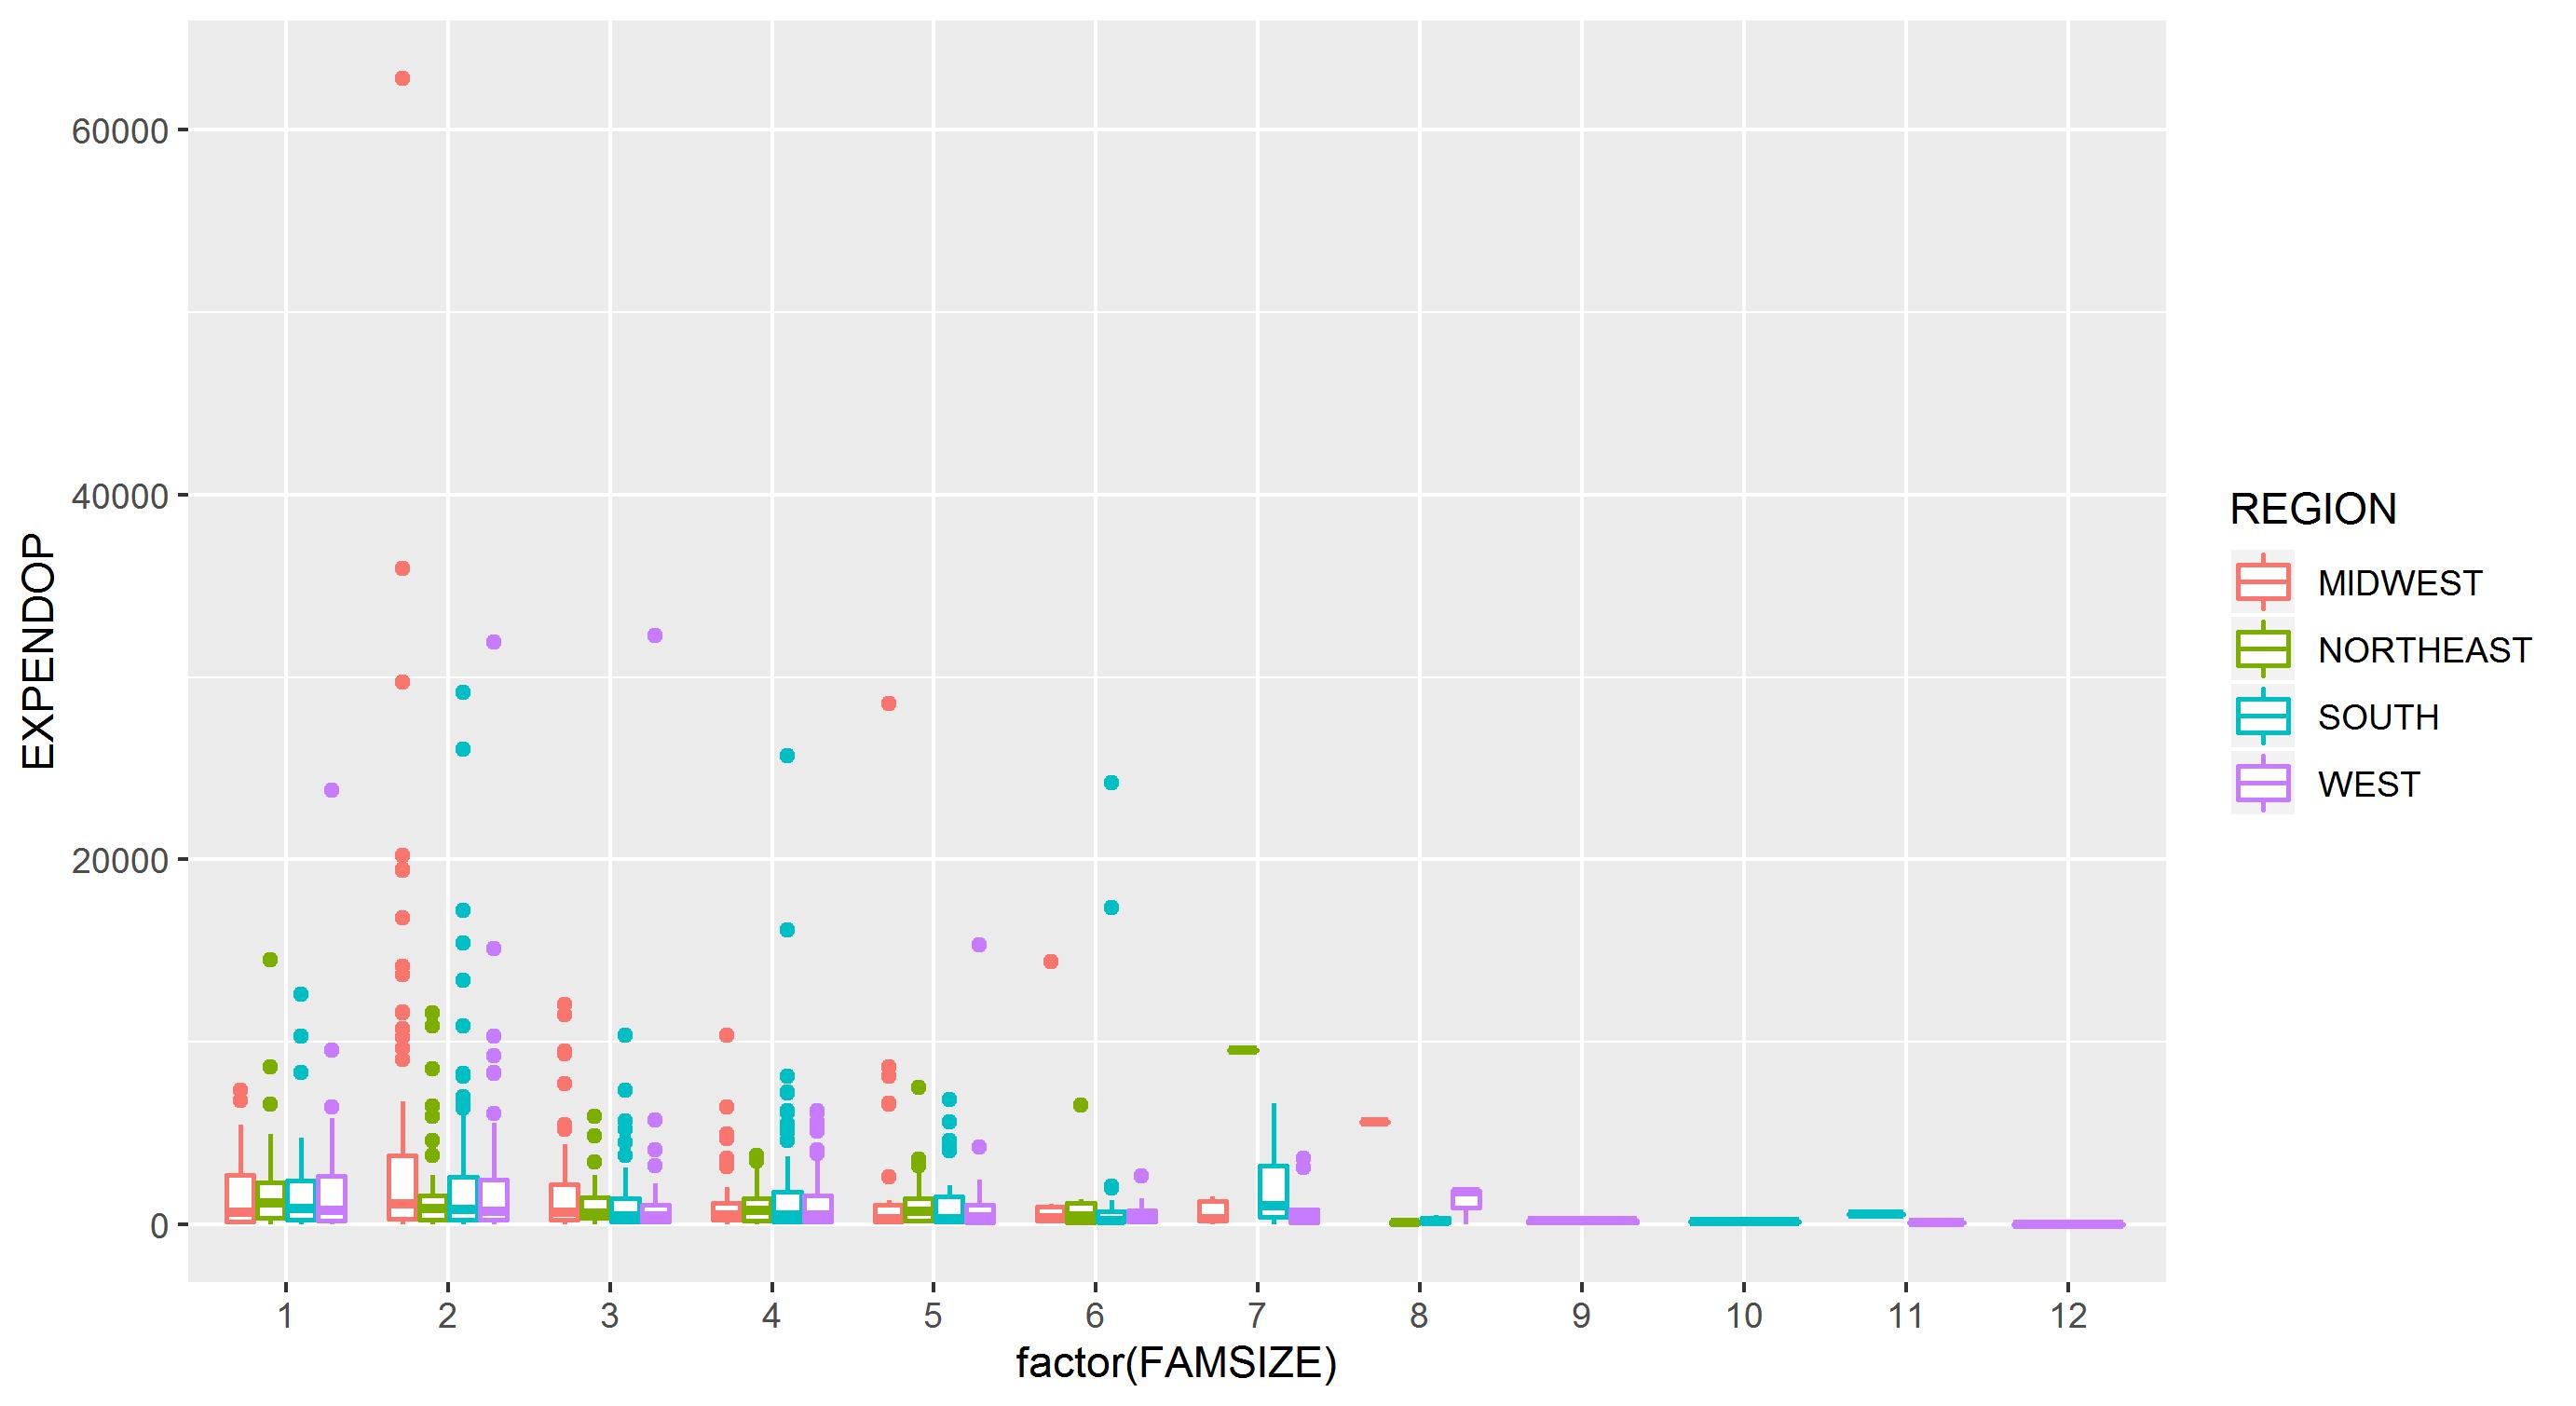 60000
40000
20000
0
EXPENDOP
1 2 3 4 5 6 7 8 9 10 11 12
factor(FAMSIZE)
REGION
MIDWEST
NORTHEAST
SOUTH
WEST